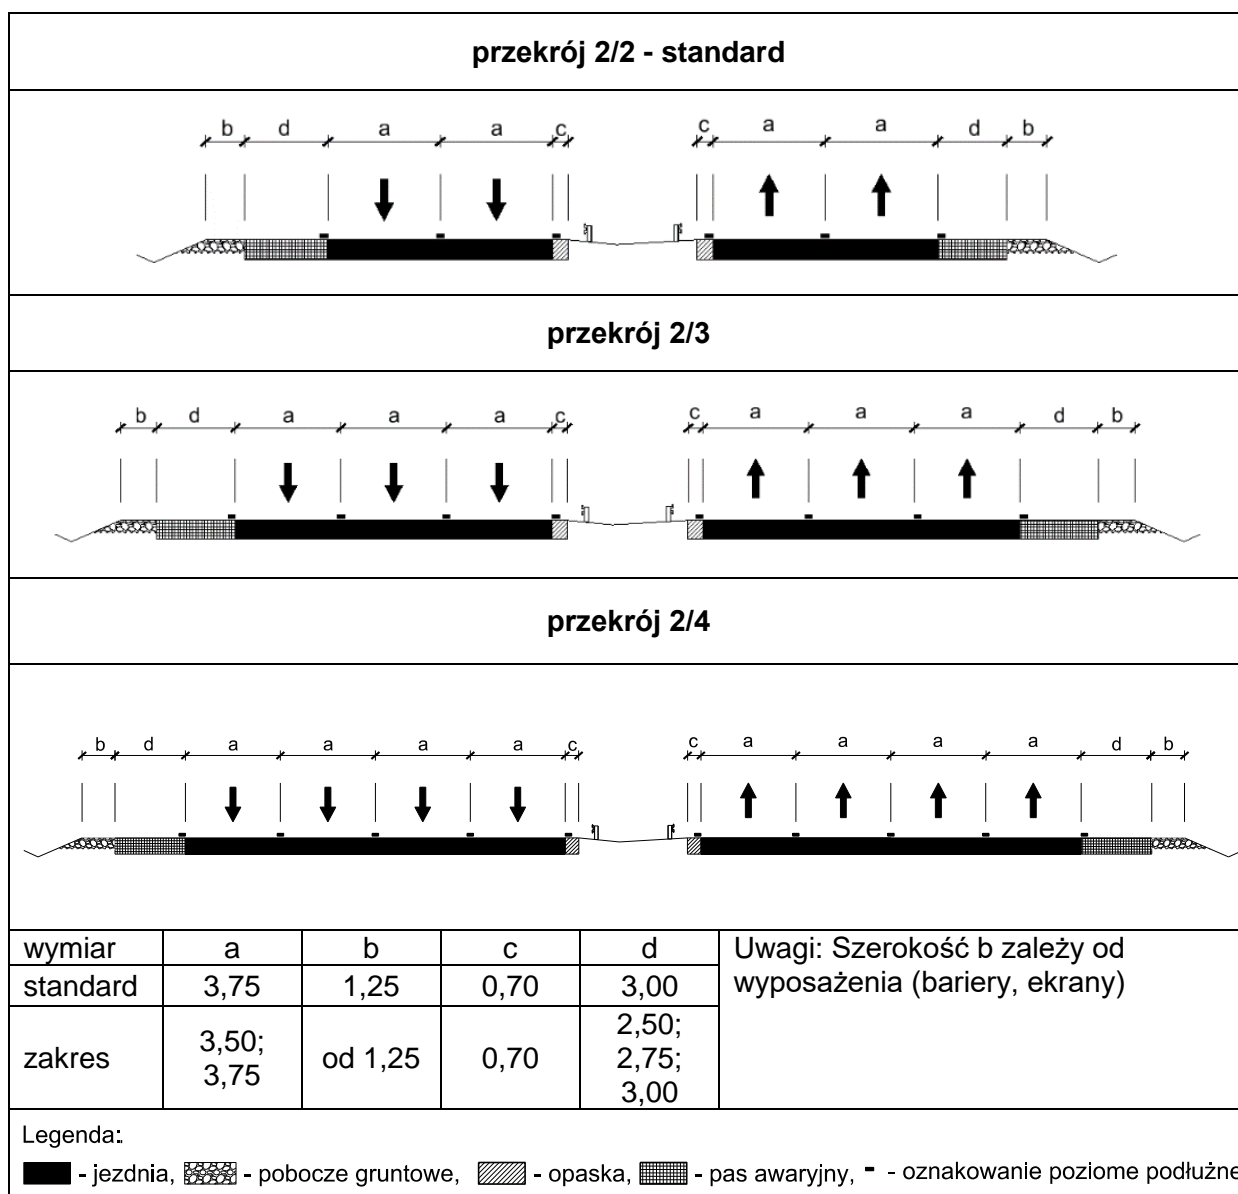 przekrój 2/2 - standard
b d a a c c a a d b
przekrój 2/3
b d a a a c c a a a d b
przekrój 2/4
b d a a a a c c a a a a d b
wymiar a b c d
standard 3,75 1,25 0,70 3,00
zakres 3,50; 3,75 od 1,25 0,70 2,50; 2,75; 3,00
Uwagi: Szerokość b zależy od
wyposażenia (bariery, ekrany)
Legenda:
- jezdnia, - pobocze gruntowe, - opaska, - pas awaryjny, - oznakowanie poziome podłużne